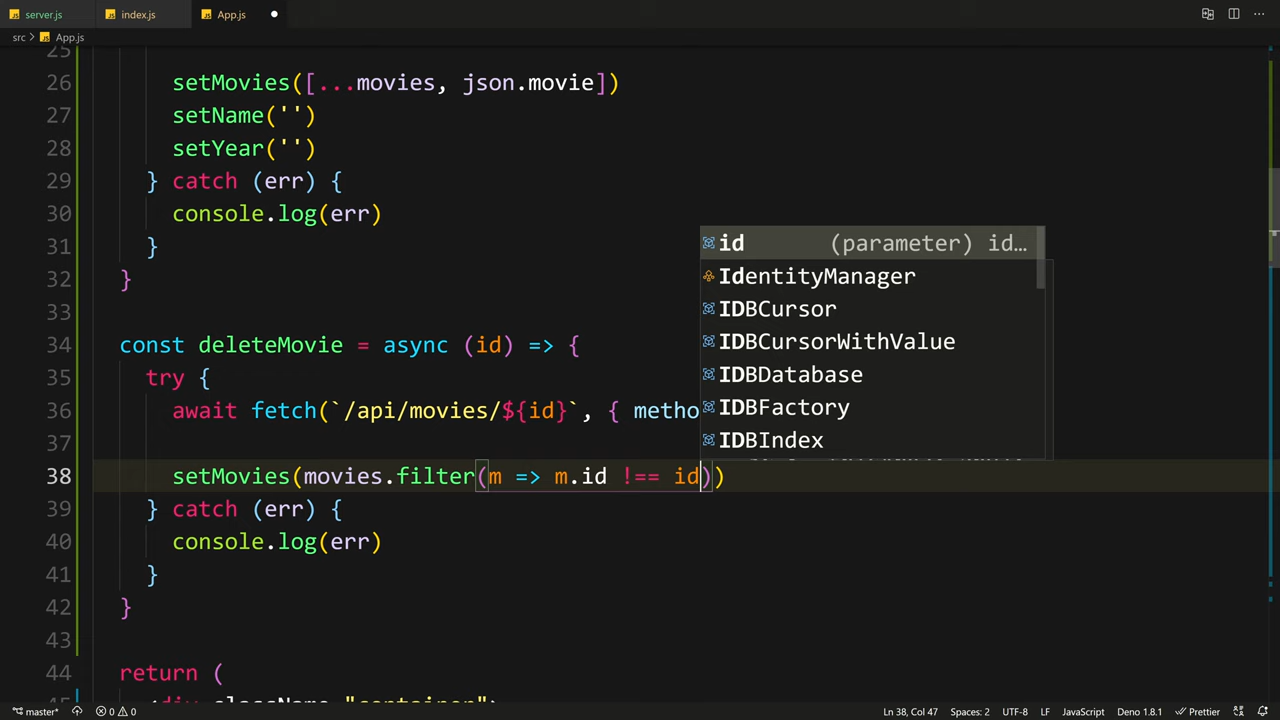 server.js index.js App.js
src > App.js
25
26 setMovies([...movies, json.movie])
27 setName('')
28 setYear('')
29 } catch (err) {
30 console.log(err)
31 }
32 }
33
34 const deleteMovie = async (id) => {
35 try {
36 await fetch(`/api/movies/${id}`, { metho
37
38 setMovies(movies.filter(m => m.id !== id))
39 } catch (err) {
40 console.log(err)
41 }
42 }
43
44 return (
<div className="container">
id (parameter) id…
IdentityManager
IDBCursor
IDBCursorWithValue
IDBDatabase
IDBFactory
IDBIndex
master* 0 0 Ln 38, Col 47 Spaces: 2 UTF-8 LF JavaScript Deno 1.8.1 Prettier